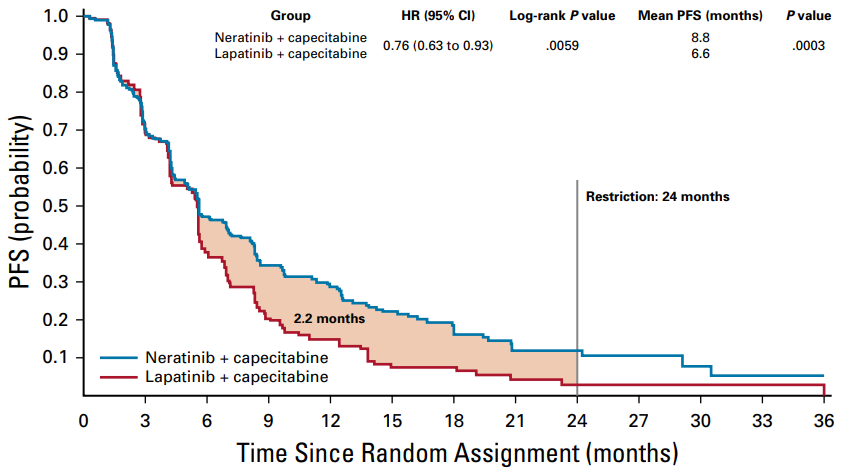 Group HR (95% CI) Log-rank P value Mean PFS (months) P value
Neratinib + capecitabine 8.8
0.76 (0.63 to 0.93) .0059 .0003
Lapatinib + capecitabine 6.6
1.0
0.9
0.8
0.7
0.6
0.5
0.4
0.3
0.2
0.1
PFS (probability)
Restriction: 24 months
2.2 months
Neratinib + capecitabine
Lapatinib + capecitabine
0 3 6 9 12 15 18 21 24 27 30 33 36
Time Since Random Assignment (months)